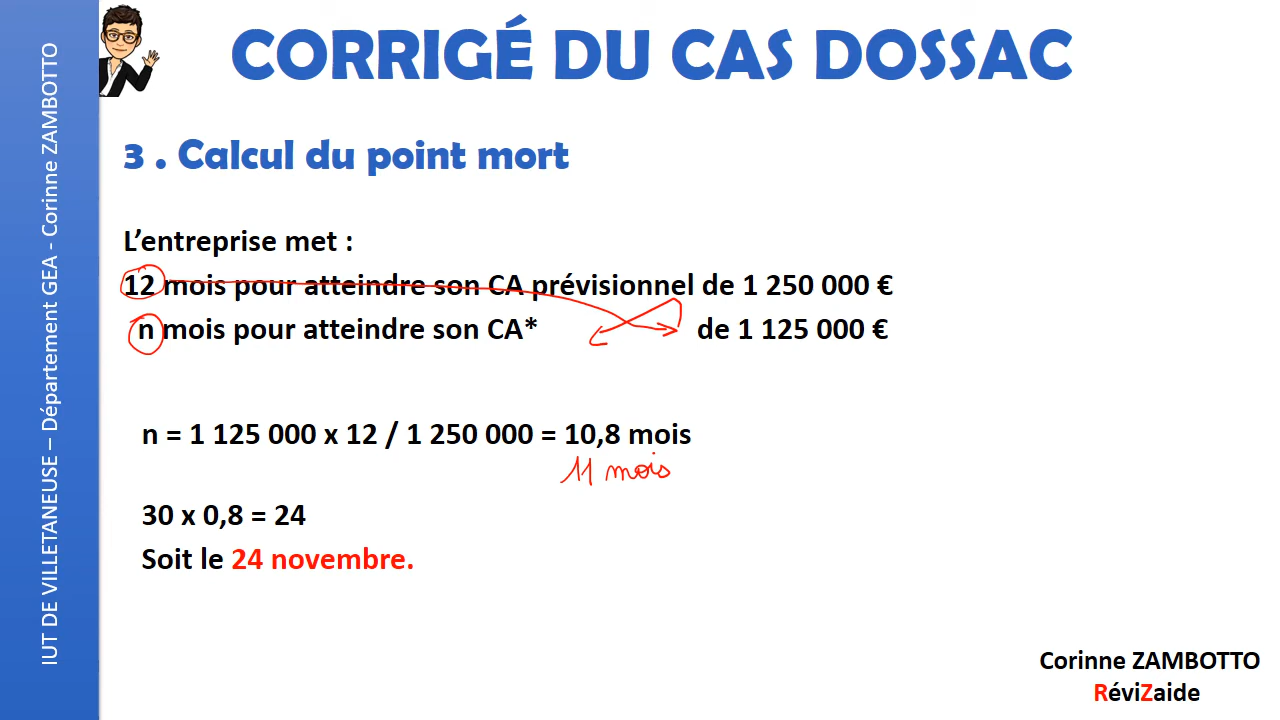 CORRIGÉ DU CAS DOSSAC
IUT DE VILLETANEUSE – Département GEA - Corinne ZAMBOTTO
3 . Calcul du point mort
L’entreprise met :
12 mois pour atteindre son CA prévisionnel de 1 250 000 €
n mois pour atteindre son CA* de 1 125 000 €
n = 1 125 000 x 12 / 1 250 000 = 10,8 mois
11 mois
30 x 0,8 = 24
Soit le 24 novembre.
Corinne ZAMBOTTO
RéviZaide